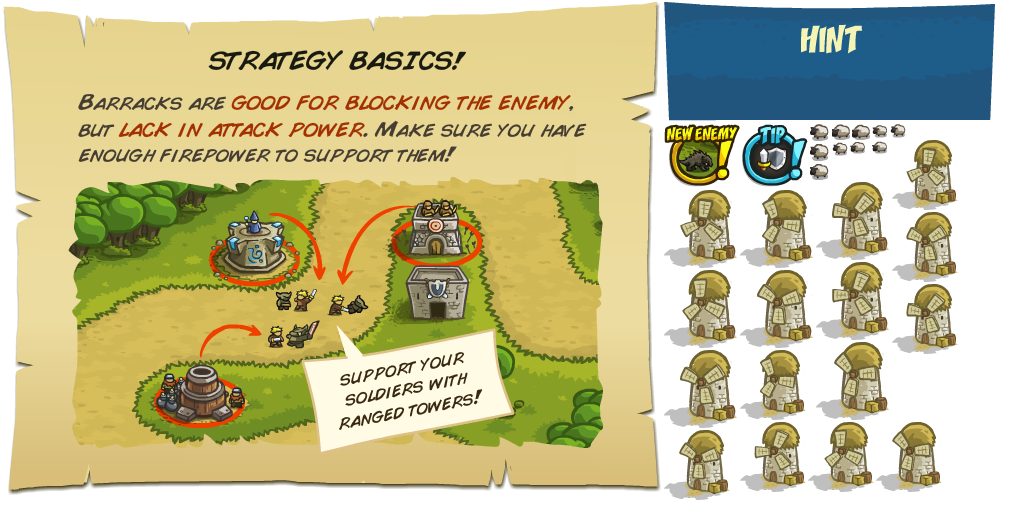 STRATEGY BASICS!
BARRACKS ARE GOOD FOR BLOCKING THE ENEMY,
BUT LACK IN ATTACK POWER. MAKE SURE YOU HAVE
ENOUGH FIREPOWER TO SUPPORT THEM!
SUPPORT YOUR
SOLDIERS WITH
RANGED TOWERS!
HINT
NEW ENEMY
!
TIP
!